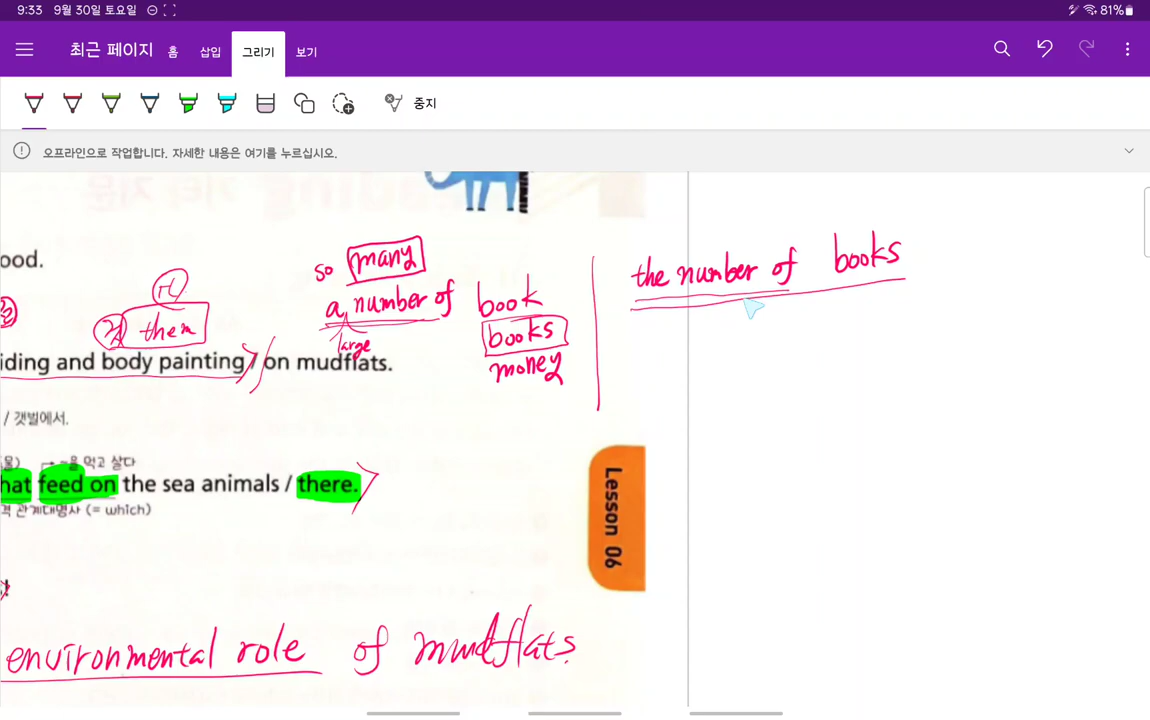 9:33 9월 30일 토요일 81%
최근 페이지 홈 삽입 그리기 보기
중지
오프라인으로 작업합니다. 자세한 내용은 여기를 누르십시오.
ood.
so many
a number of book
large
books
money
the number of books
them
iding and body painting / on mudflats.
/ 갯벌에서.
~을 먹고 살다
hat feed on the sea animals / there.
격 관계대명사 (= which)
Lesson 06
environmental role of mudflats.